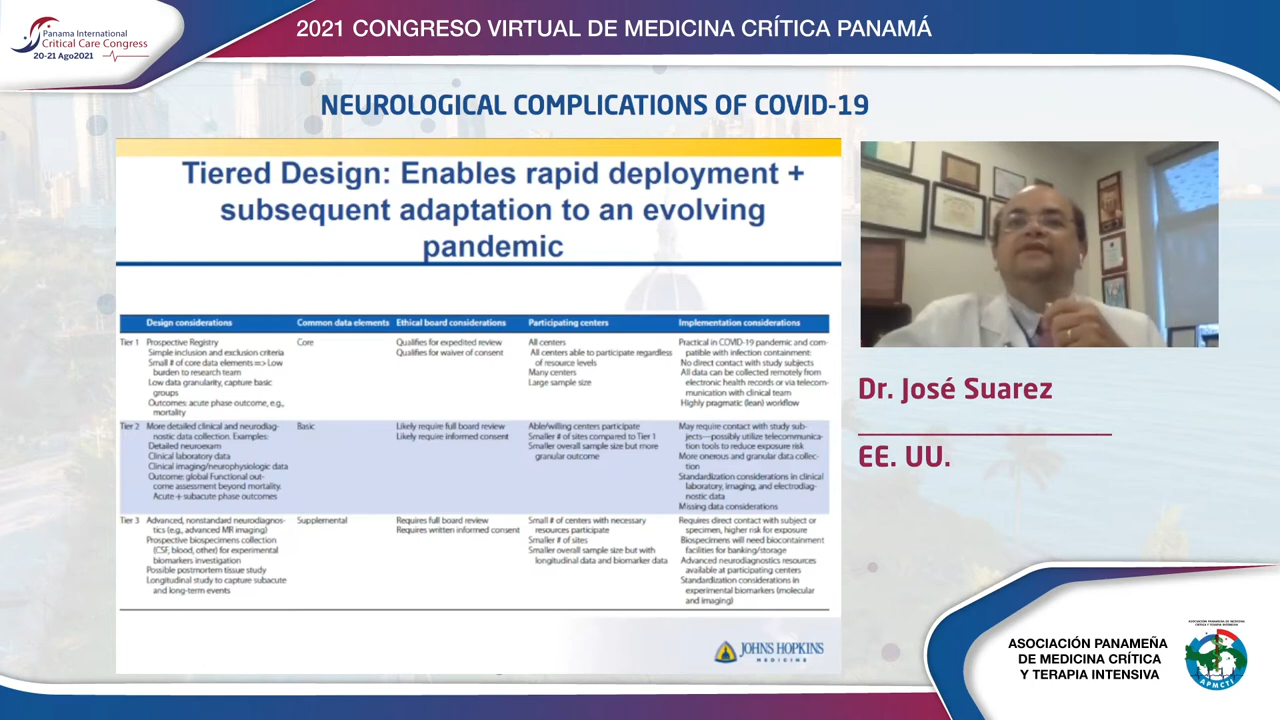 Panama International
Critical Care Congress
20-21 Ago2021
2021 CONGRESO VIRTUAL DE MEDICINA CRÍTICA PANAMÁ
NEUROLOGICAL COMPLICATIONS OF COVID-19
Tiered Design: Enables rapid deployment +
subsequent adaptation to an evolving
pandemic
Design considerations Common data elements Ethical board considerations Participating centers Implementation considerations
Tier 1 Prospective Registry Core Qualifies for expedited review All centers Practical in COVID-19 pandemic and com-
Simple inclusion and exclusion criteria Qualifies for waiver of consent All centers able to participate regardless patible with infection containment:
Small # of core data elements => Low of resource levels No direct contact with study subjects
burden to research team Many centers All data can be collected remotely from
Low data granularity, capture basic Large sample size electronic health records or via telecom-
groups munication with clinical team
Outcomes: acute phase outcome, e.g., Highly pragmatic (lean) workflow
mortality
Tier 2 More detailed clinical and neurodiag- Basic Likely require full board review Able/willing centers participate May require contact with study sub-
nostic data collection. Examples: Likely require informed consent Smaller # of sites compared to Tier 1 jects—possibly utilize telecommunica-
Detailed neuroexam Smaller overall sample size but more tion tools to reduce exposure risk
Clinical laboratory data granular outcome More onerous and granular data collec-
Clinical imaging/neurophysiologic data tion
Outcome: global Functional out- Standardization considerations in clinical
come assessment beyond mortality. laboratory, imaging, and electrodiag-
Acute + subacute phase outcomes nostic data
Missing data considerations
Tier 3 Advanced, nonstandard neurodiagnos- Supplemental Requires full board review Small # of centers with necessary Requires direct contact with subject or
tics (e.g., advanced MR imaging) Requires written informed consent resources participate specimen, higher risk for exposure
Prospective biospecimens collection Smaller # of sites Biospecimens will need biocontainment
(CSF, blood, other) for experimental Smaller overall sample size but with facilities for banking/storage
biomarkers investigation longitudinal data and biomarker data Advanced neurodiagnostics resources
Possible postmortem tissue study available at participating centers
Longitudinal study to capture subacute Standardization considerations in
and long-term events experimental biomarkers (molecular
and imaging)
JOHNS HOPKINS
MEDICINE
Dr. José Suarez
EE. UU.
ASOCIACIÓN PANAMEÑA
DE MEDICINA CRÍTICA
Y TERAPIA INTENSIVA
ASOCIACIÓN PANAMEÑA DE MEDICINA
CRÍTICA Y TERAPIA INTENSIVA
APMCTI